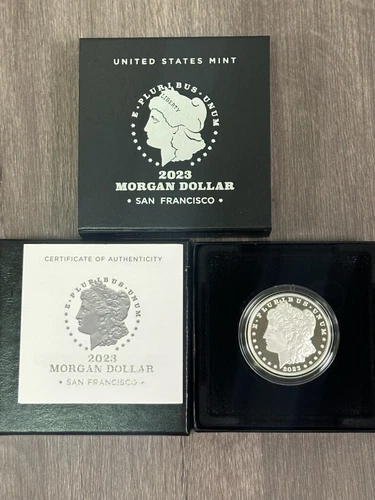 UNITED STATES MINT
E·PLURIBUS·UNUM
LIBERTY
2023
MORGAN DOLLAR
• SAN FRANCISCO •
CERTIFICATE OF AUTHENTICITY
E·PLURIBUS·UNUM
2023
MORGAN DOLLAR
• SAN FRANCISCO •
E·PLURIBUS·UNUM
2023